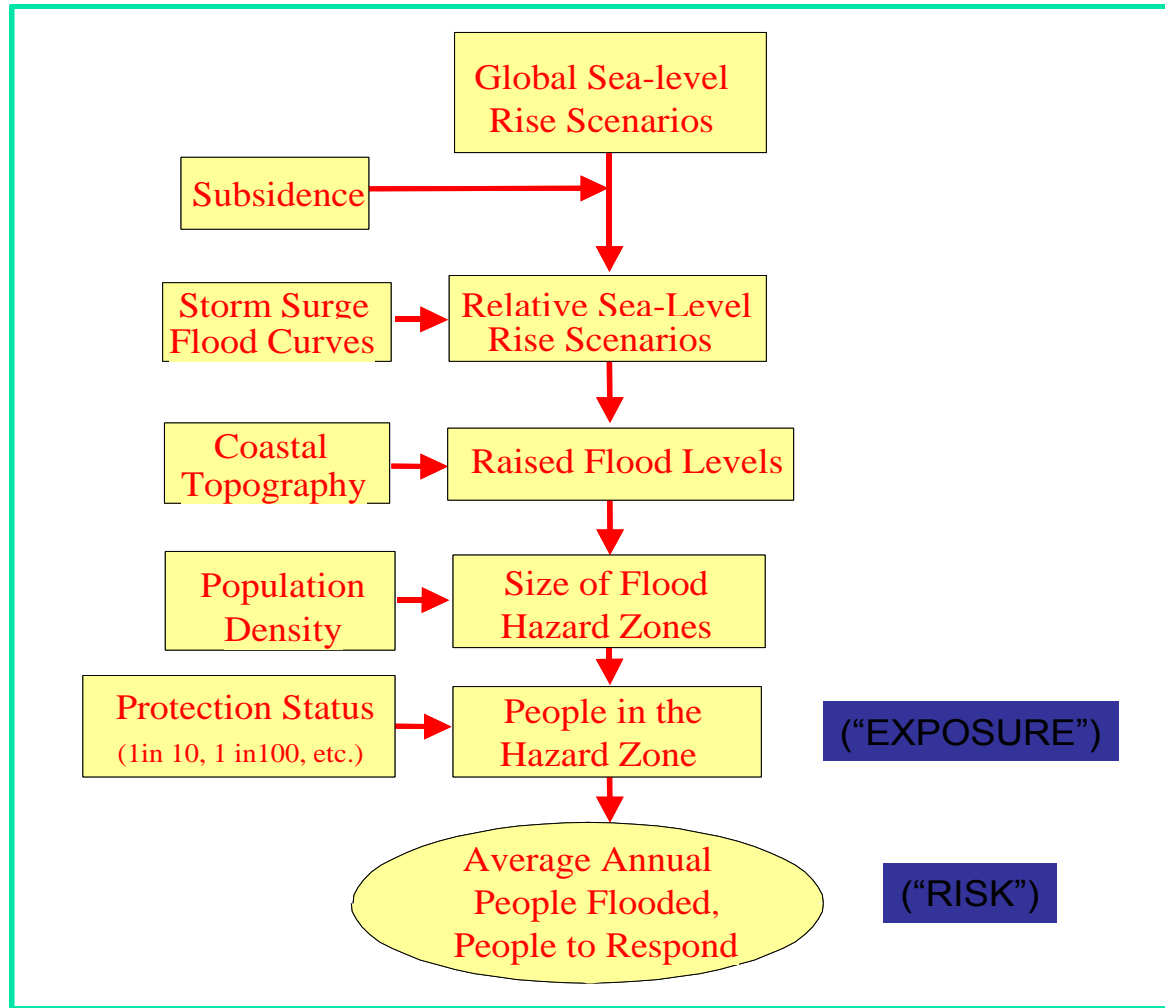 Global Sea-level
Rise Scenarios
Subsidence
Storm Surge
Flood Curves
Relative Sea-Level
Rise Scenarios
Coastal
Topography
Raised Flood Levels
Population
Density
Size of Flood
Hazard Zones
Protection Status
(1in 10, 1 in100, etc.)
People in the
Hazard Zone
(“EXPOSURE”)
Average Annual
People Flooded,
People to Respond
(“RISK”)